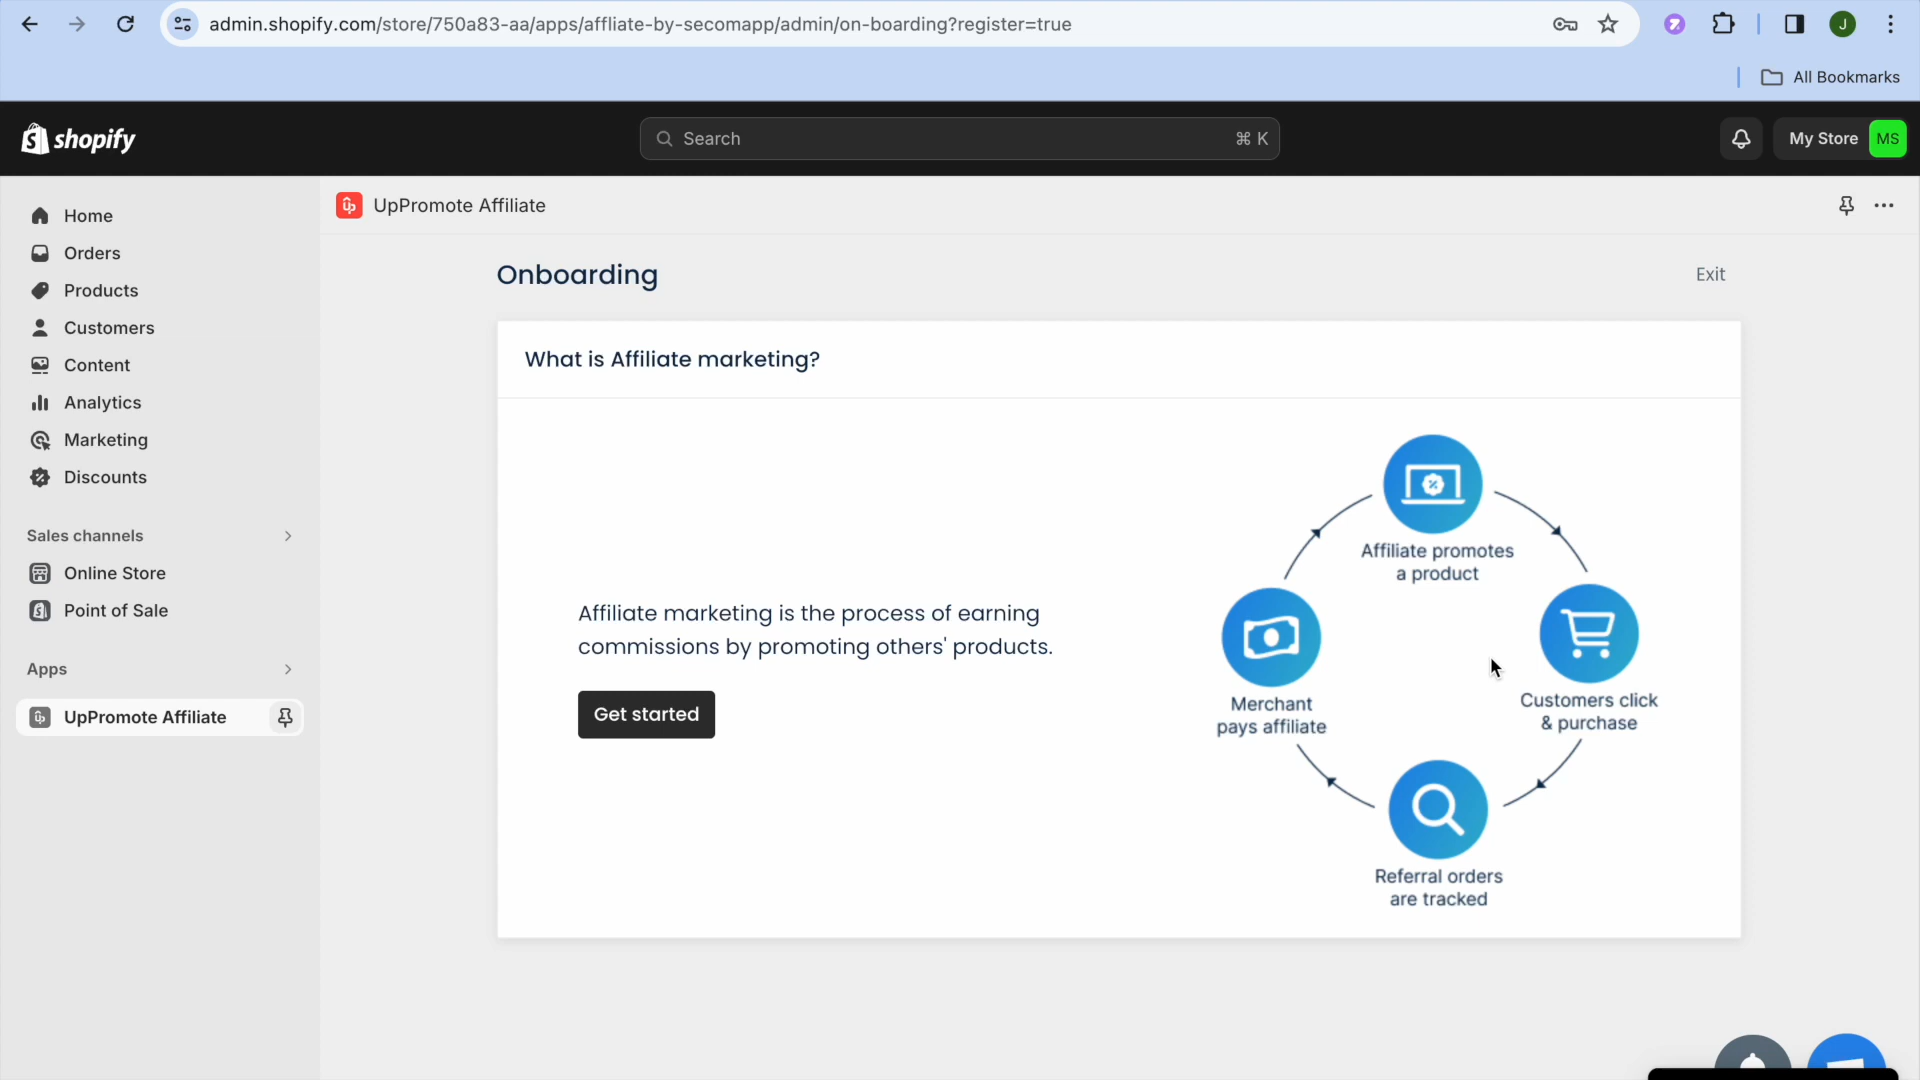 admin.shopify.com/store/750a83-aa/apps/affliate-by-secomapp/admin/on-boarding?register=true
J
All Bookmarks
shopify
Search
⌘ K
My Store
MS
Home
Orders
Products
Customers
Content
Analytics
Marketing
Discounts
Sales channels
Online Store
Point of Sale
Apps
UpPromote Affiliate
UpPromote Affiliate
Onboarding
Exit
What is Affiliate marketing?
Affiliate marketing is the process of earning
commissions by promoting others' products.
Get started
Affiliate promotes
a product
Customers click
& purchase
Referral orders
are tracked
Merchant
pays affiliate